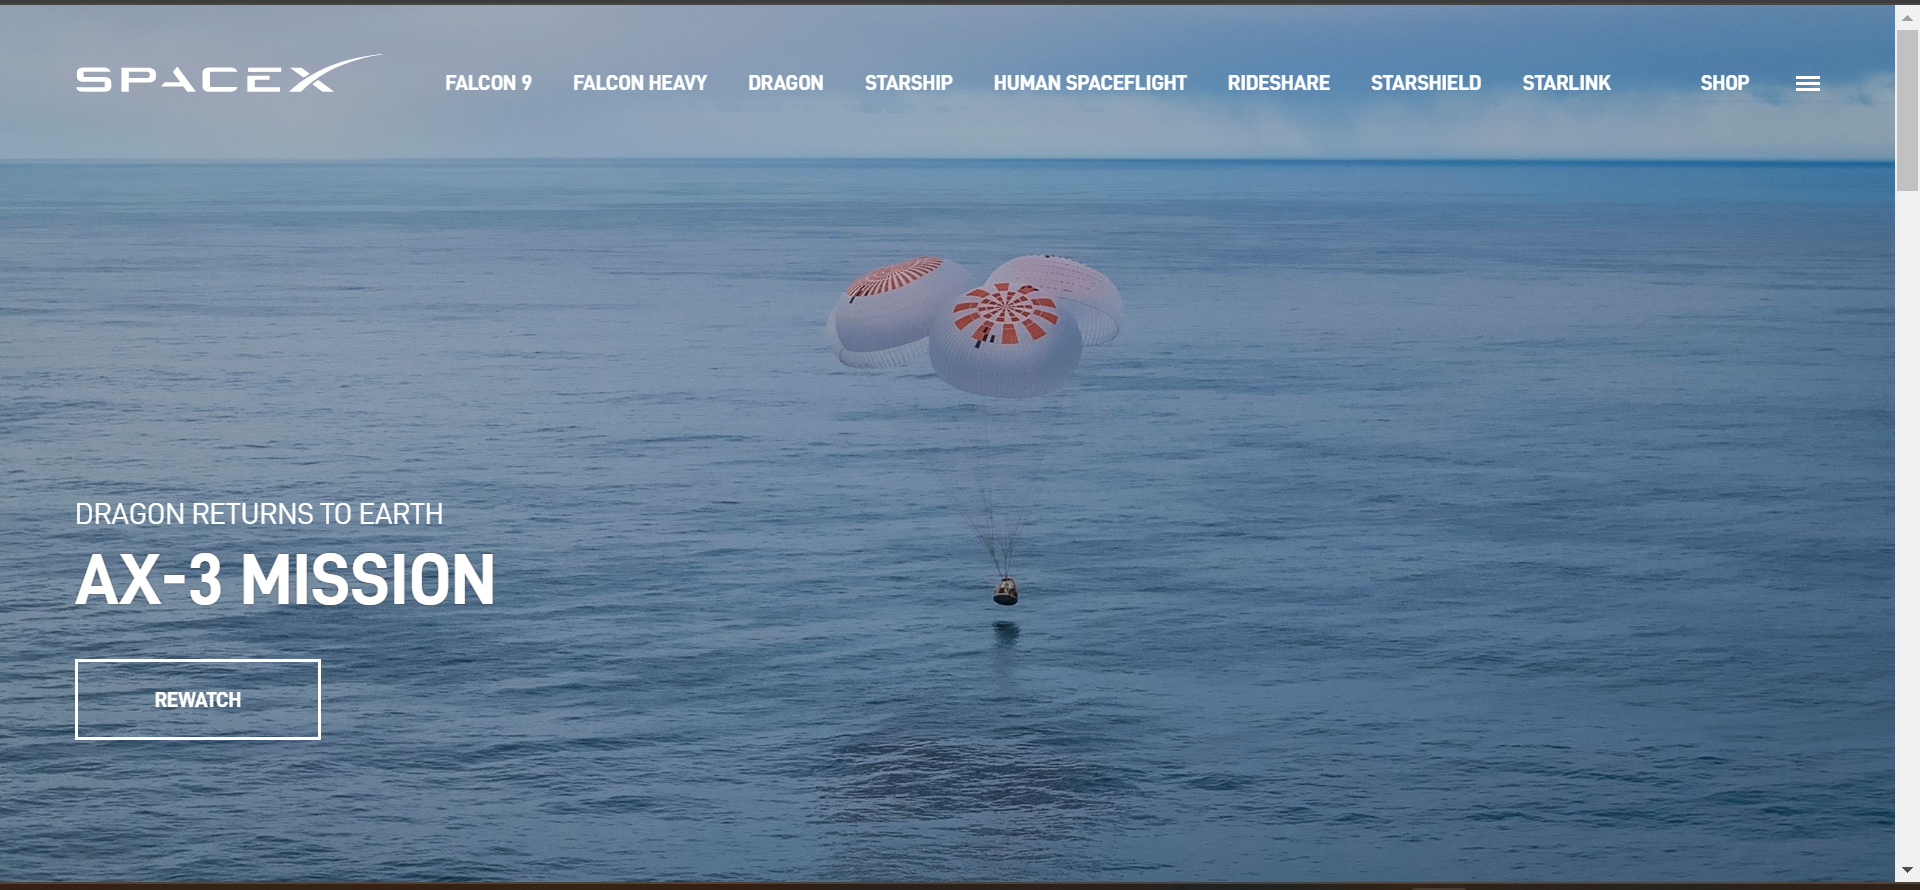 SPACEX
FALCON 9
FALCON HEAVY
DRAGON
STARSHIP
HUMAN SPACEFLIGHT
RIDESHARE
STARSHIELD
STARLINK
SHOP
DRAGON RETURNS TO EARTH
AX-3 MISSION
REWATCH